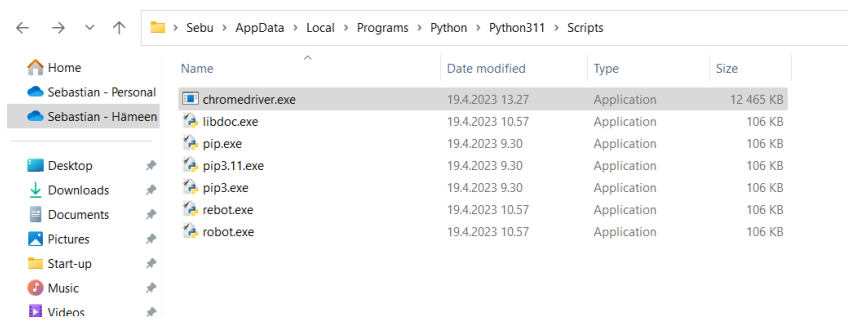 Sebu > AppData > Local > Programs > Python > Python311 > Scripts
Home
Sebastian - Personal
Sebastian - Hämeen
Desktop
Downloads
Documents
Pictures
Start-up
Music
Videos
Name Date modified Type Size
chromedriver.exe 19.4.2023 13.27 Application 12 465 KB
libdoc.exe 19.4.2023 10.57 Application 106 KB
pip.exe 19.4.2023 9.30 Application 106 KB
pip3.11.exe 19.4.2023 9.30 Application 106 KB
pip3.exe 19.4.2023 9.30 Application 106 KB
rebot.exe 19.4.2023 10.57 Application 106 KB
robot.exe 19.4.2023 10.57 Application 106 KB